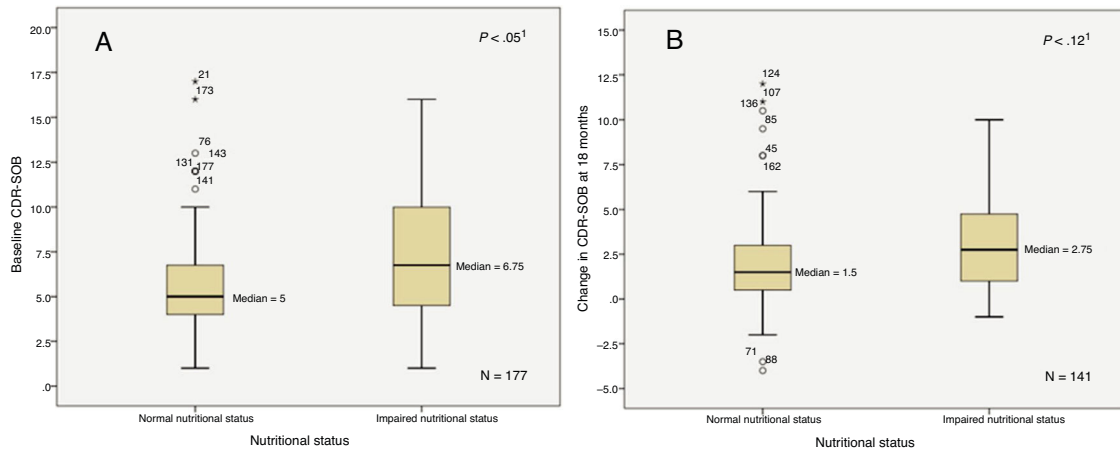 A
P < .05¹
20.0
17.5
15.0
12.5
10.0
7.5
5.0
2.5
.0
Baseline CDR-SOB
21
173
76
143
131
177
141
Median = 5
Median = 6.75
N = 177
Normal nutritional status
Impaired nutritional status
Nutritional status
B
P < .12¹
15.0
12.5
10.0
7.5
5.0
2.5
.0
−2.5
−5.0
Change in CDR-SOB at 18 months
124
107
136
85
45
162
Median = 1.5
Median = 2.75
71
88
N = 141
Normal nutritional status
Impaired nutritional status
Nutritional status